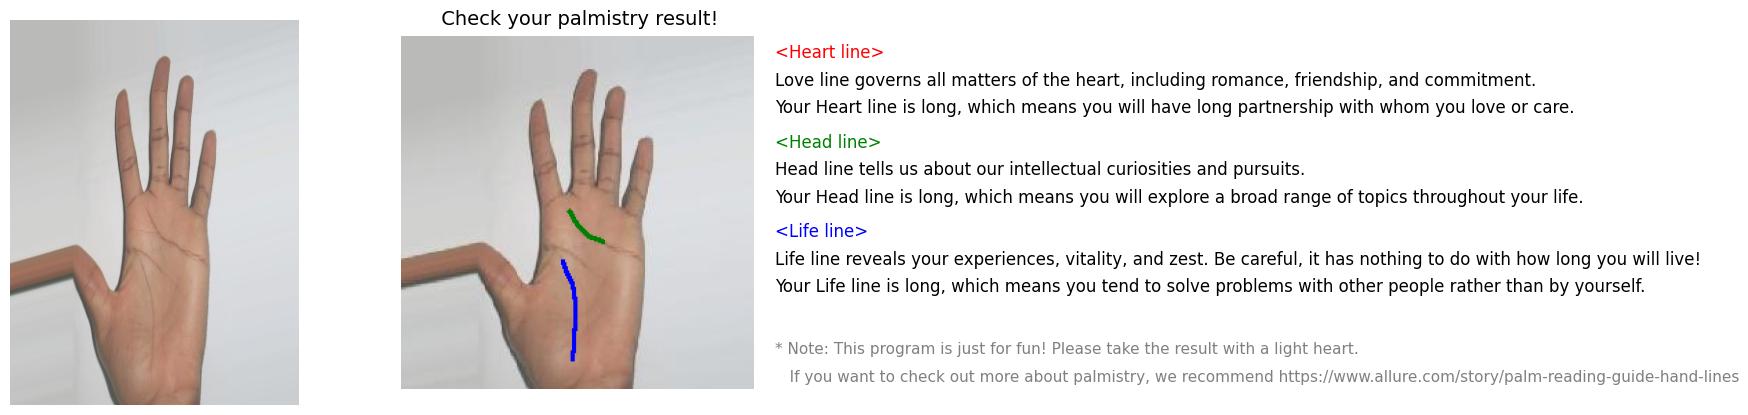 Check your palmistry result!
<Heart line>
Love line governs all matters of the heart, including romance, friendship, and commitment.
Your Heart line is long, which means you will have long partnership with whom you love or care.
<Head line>
Head line tells us about our intellectual curiosities and pursuits.
Your Head line is long, which means you will explore a broad range of topics throughout your life.
<Life line>
Life line reveals your experiences, vitality, and zest. Be careful, it has nothing to do with how long you will live!
Your Life line is long, which means you tend to solve problems with other people rather than by yourself.
* Note: This program is just for fun! Please take the result with a light heart.
If you want to check out more about palmistry, we recommend https://www.allure.com/story/palm-reading-guide-hand-lines